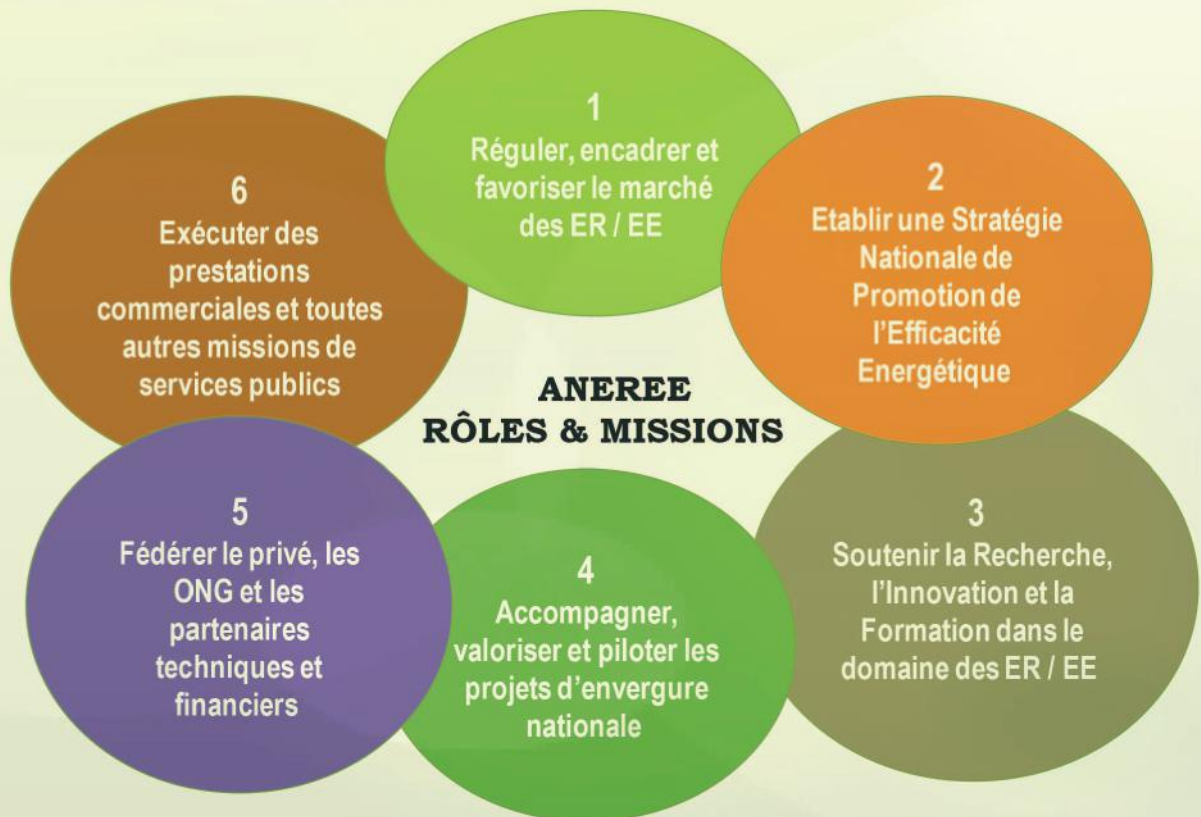 1
Réguler, encadrer et
favoriser le marché
des ER / EE
2
Etablir une Stratégie
Nationale de
Promotion de
l'Efficacité
Energétique
3
Soutenir la Recherche,
l'Innovation et la
Formation dans le
domaine des ER / EE
4
Accompagner,
valoriser et piloter les
projets d'envergure
nationale
5
Fédérer le privé, les
ONG et les
partenaires
techniques et
financiers
6
Exécuter des
prestations
commerciales et toutes
autres missions de
services publics
ANEREE
RÔLES & MISSIONS